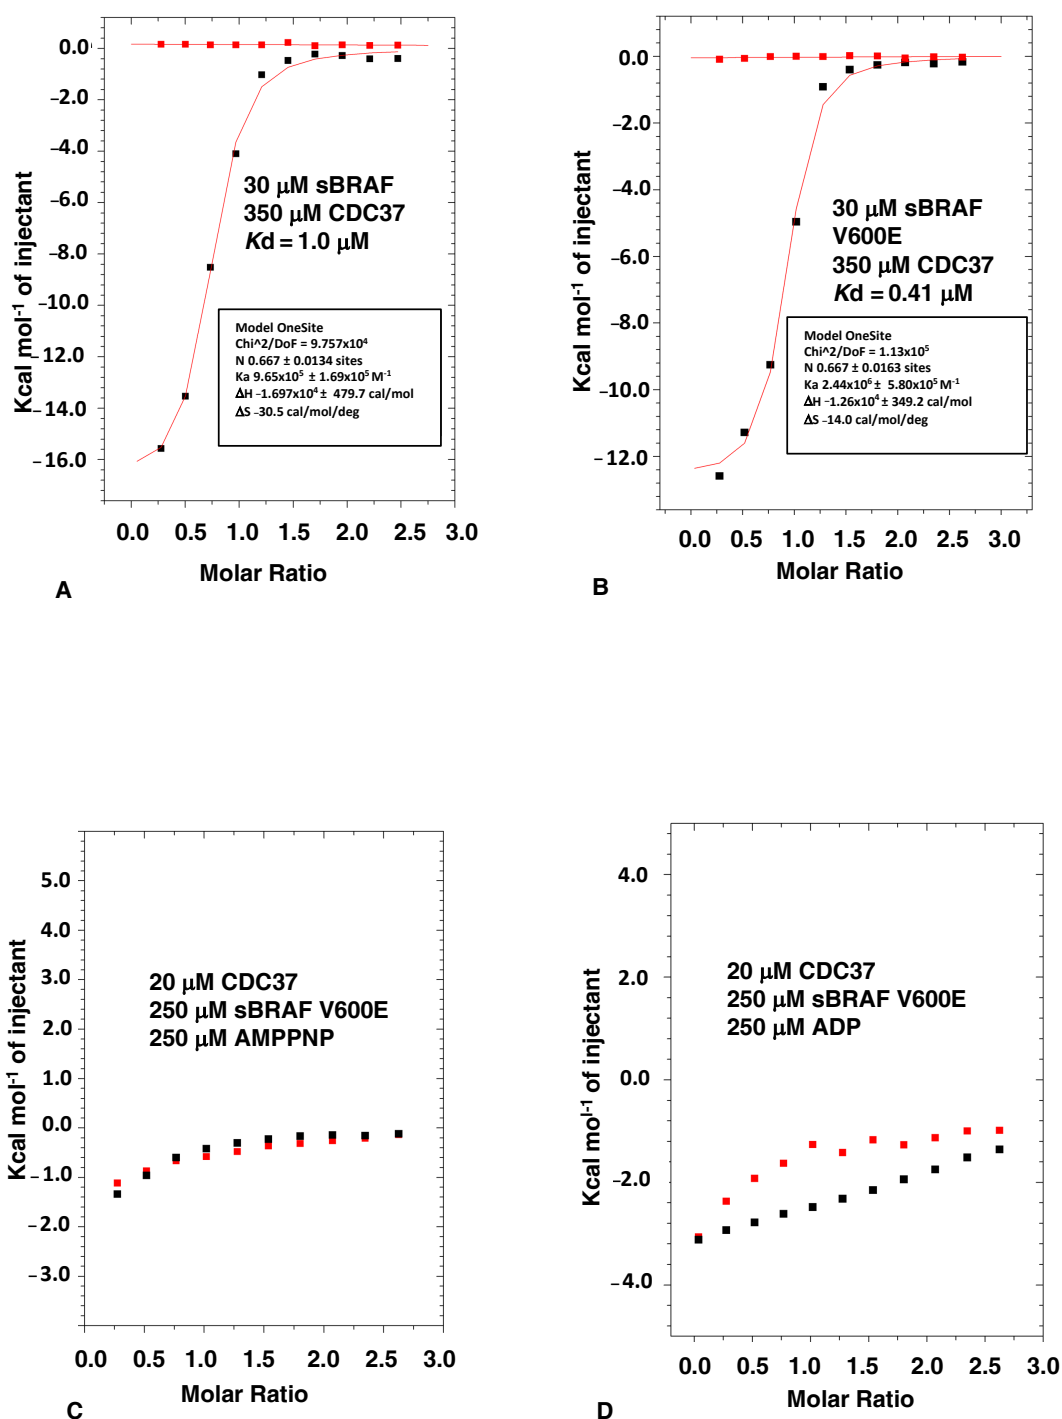 0.0
−2.0
−4.0
−6.0
−8.0
−10.0
−12.0
−14.0
−16.0
Kcal mol⁻¹ of injectant
30 µM sBRAF
350 µM CDC37
Kd = 1.0 µM
Model OneSite
Chi^2/DoF = 9.757x10⁴
N 0.667 ± 0.0134 sites
Ka 9.65x10⁵ ± 1.69x10⁵ M⁻¹
ΔH −1.697x10⁴ ± 479.7 cal/mol
ΔS −30.5 cal/mol/deg
0.0 0.5 1.0 1.5 2.0 2.5 3.0
Molar Ratio
A
0.0
−2.0
−4.0
−6.0
−8.0
−10.0
−12.0
Kcal mol⁻¹ of injectant
30 µM sBRAF
V600E
350 µM CDC37
Kd = 0.41 µM
Model OneSite
Chi^2/DoF = 1.13x10⁵
N 0.667 ± 0.0163 sites
Ka 2.44x10⁶ ± 5.80x10⁵ M⁻¹
ΔH −1.26x10⁴ ± 349.2 cal/mol
ΔS −14.0 cal/mol/deg
0.0 0.5 1.0 1.5 2.0 2.5 3.0
Molar Ratio
B
5.0
4.0
3.0
2.0
1.0
0.0
−1.0
−2.0
−3.0
Kcal mol⁻¹ of injectant
20 µM CDC37
250 µM sBRAF V600E
250 µM AMPPNP
0.0 0.5 1.0 1.5 2.0 2.5 3.0
Molar Ratio
C
4.0
2.0
0.0
−2.0
−4.0
Kcal moˡ⁻¹ of injectant
20 µM CDC37
250 µM sBRAF V600E
250 µM ADP
0.0 0.5 1.0 1.5 2.0 2.5 3.0
Molar Ratio
D